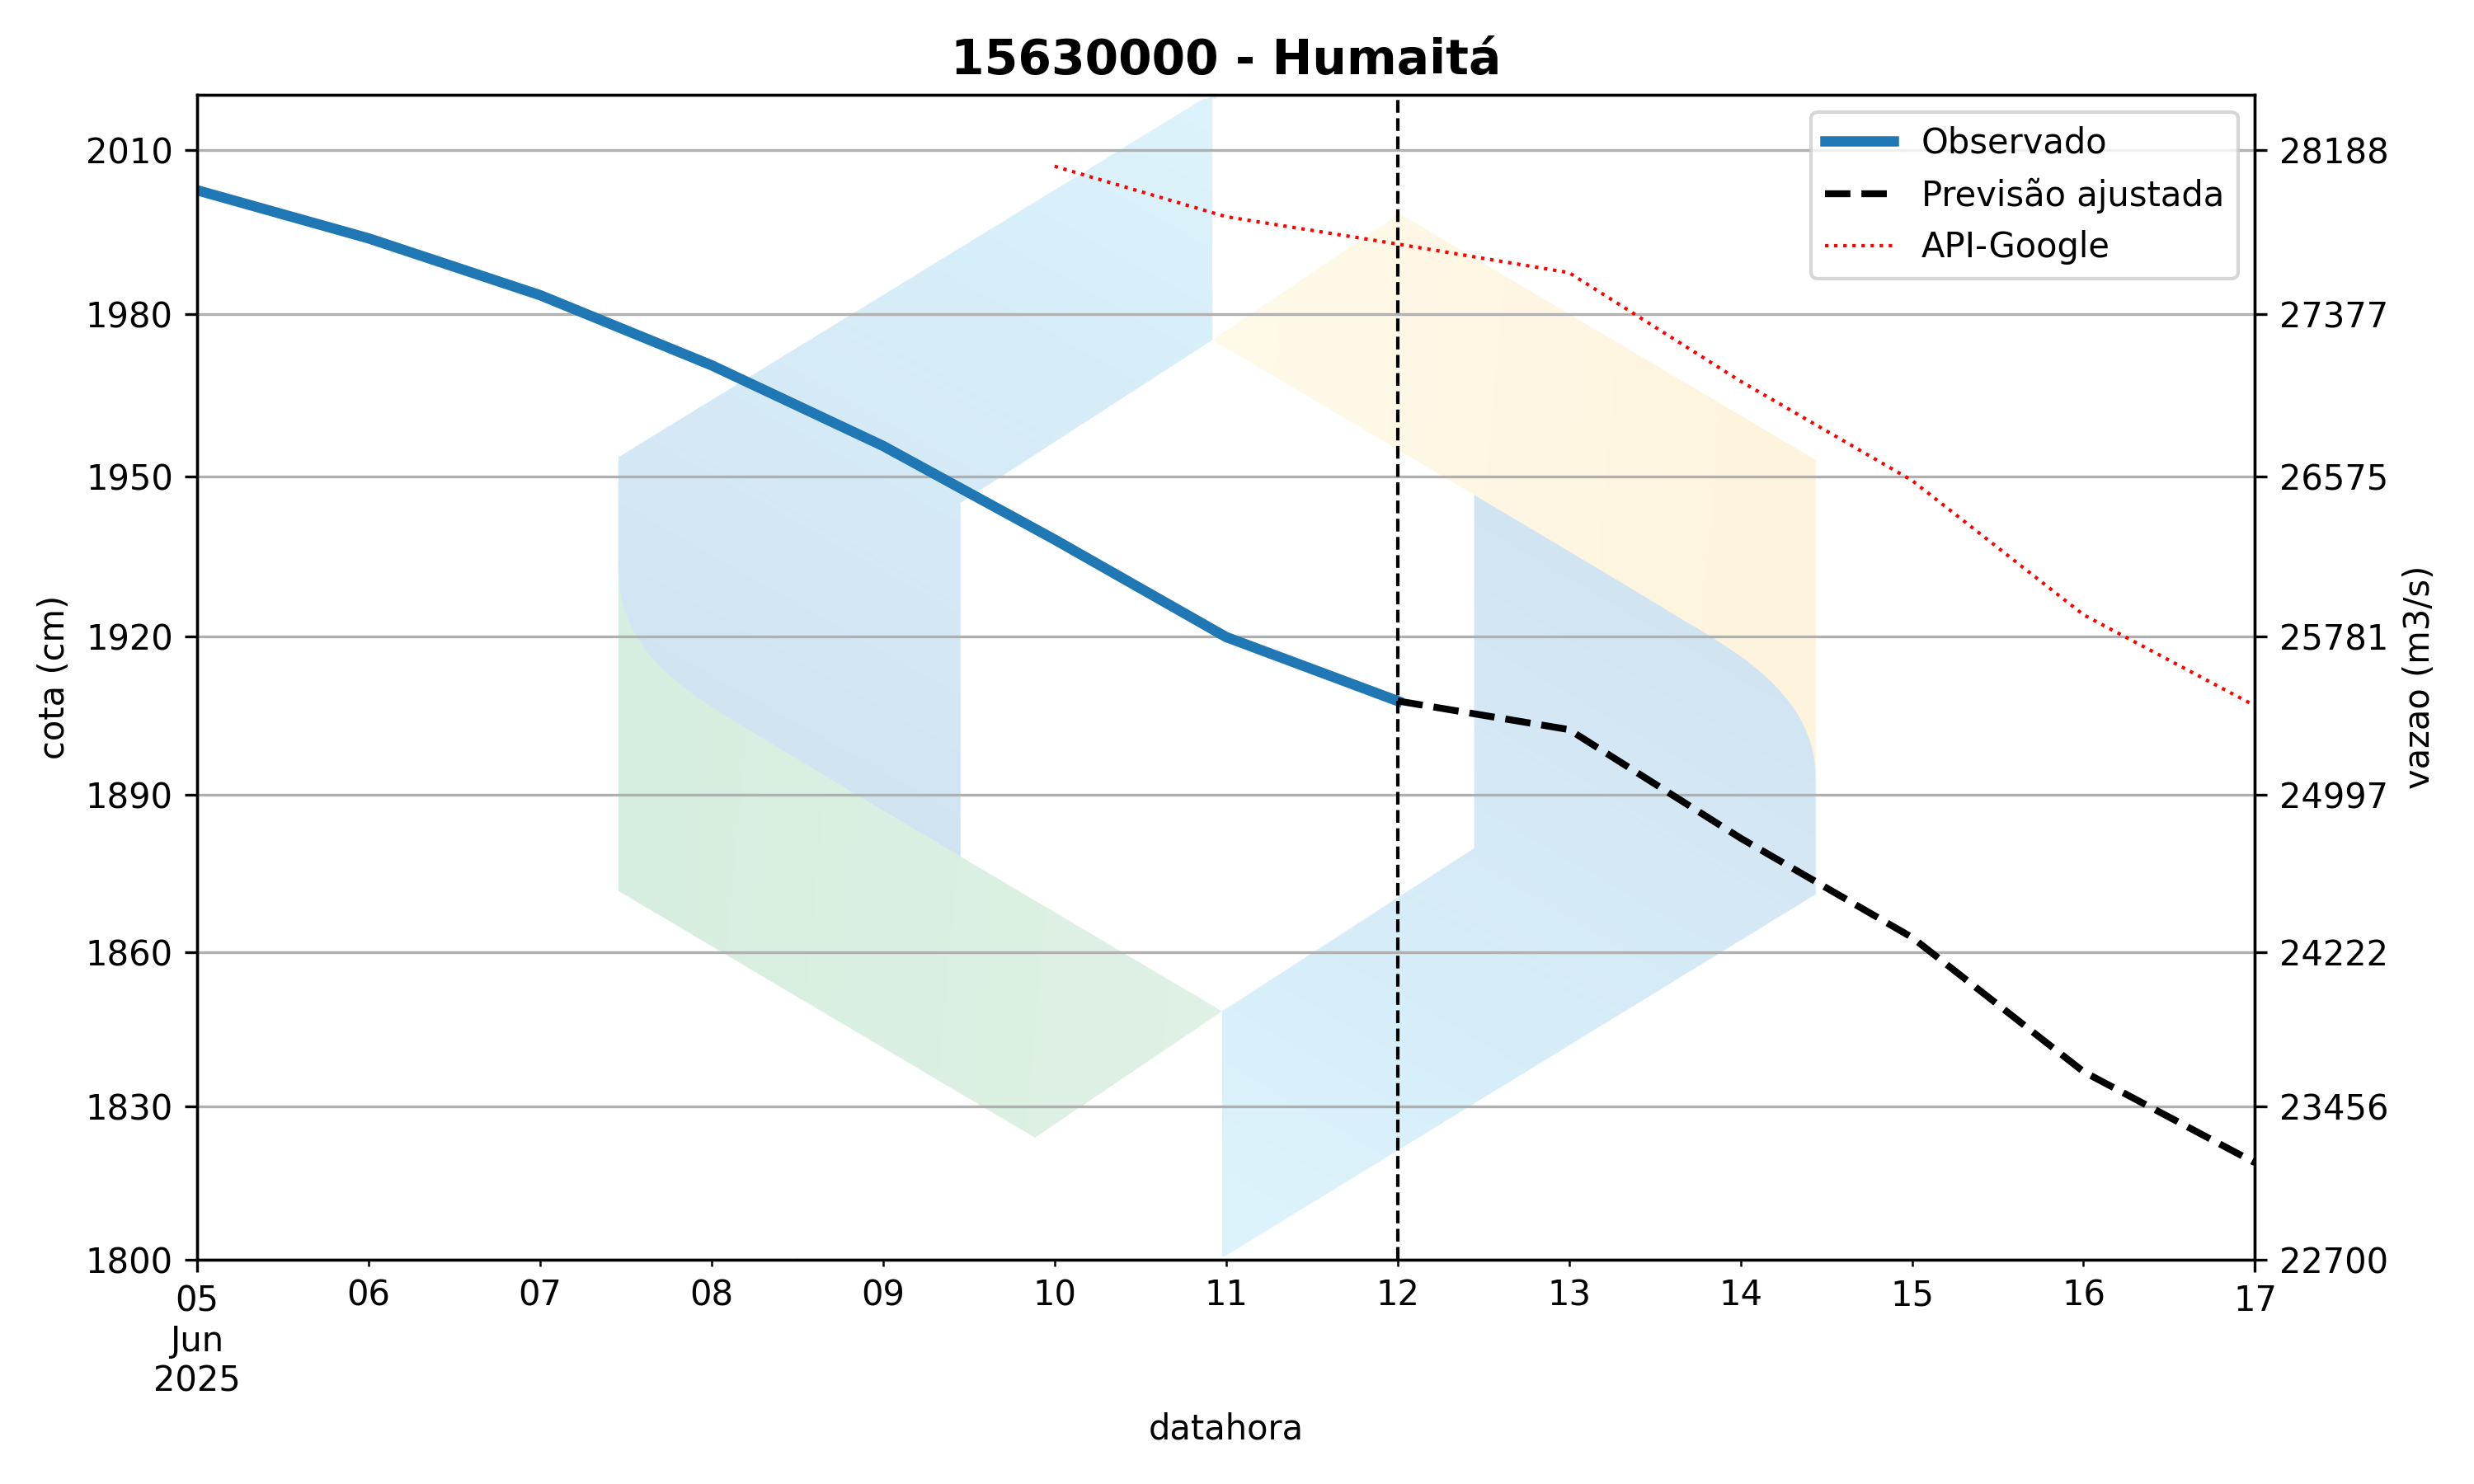 15630000 - Humaitá
Observado
Previsão ajustada
API-Google
2010
1980
1950
1920
1890
1860
1830
1800
cota (cm)
28188
27377
26575
25781
24997
24222
23456
22700
vazao (m3/s)
05 06 07 08 09 10 11 12 13 14 15 16 17
Jun
2025
datahora